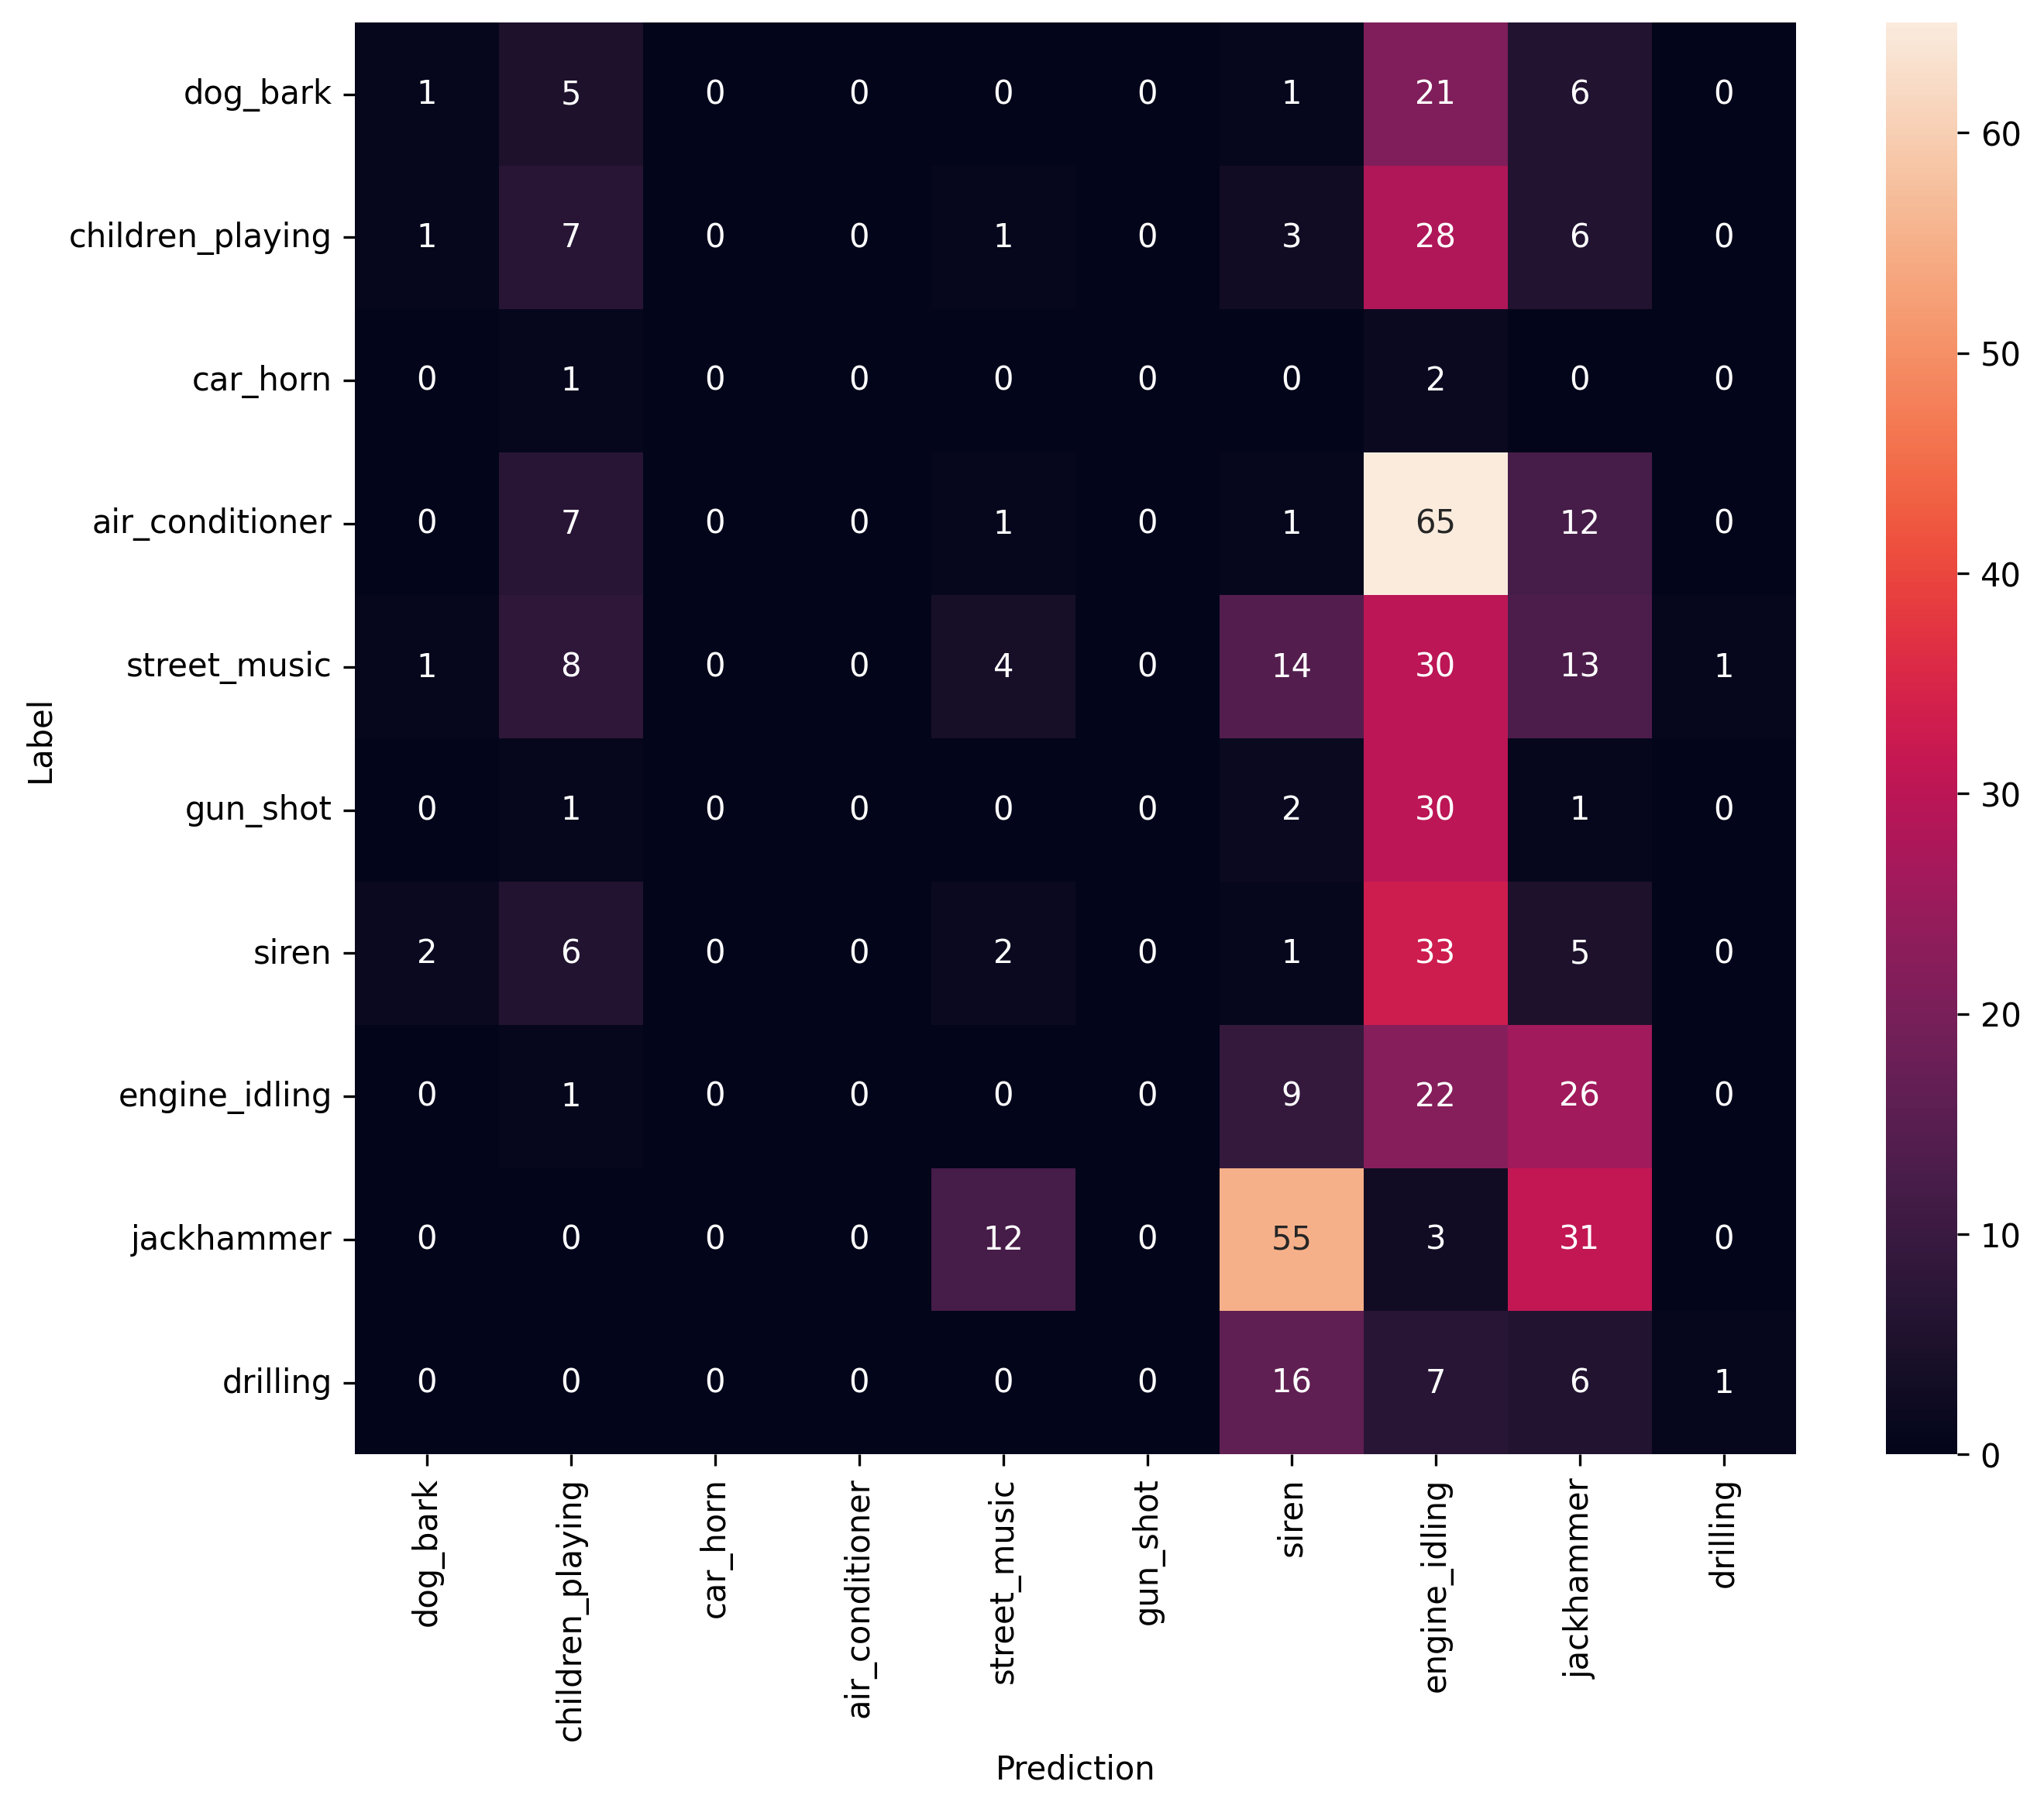 dog_bark 1 5 0 0 0 0 1 21 6 0
60
children_playing 1 7 0 0 1 0 3 28 6 0
50
car_horn 0 1 0 0 0 0 0 2 0 0
air_conditioner 0 7 0 0 1 0 1 65 12 0
40
street_music 1 8 0 0 4 0 14 30 13 1
Label
30
gun_shot 0 1 0 0 0 0 2 30 1 0
siren 2 6 0 0 2 0 1 33 5 0
20
engine_idling 0 1 0 0 0 0 9 22 26 0
10
jackhammer 0 0 0 0 12 0 55 3 31 0
drilling 0 0 0 0 0 0 16 7 6 1
0
dog_bark
children_playing
car_horn
air_conditioner
street_music
gun_shot
siren
engine_idling
jackhammer
drilling
Prediction